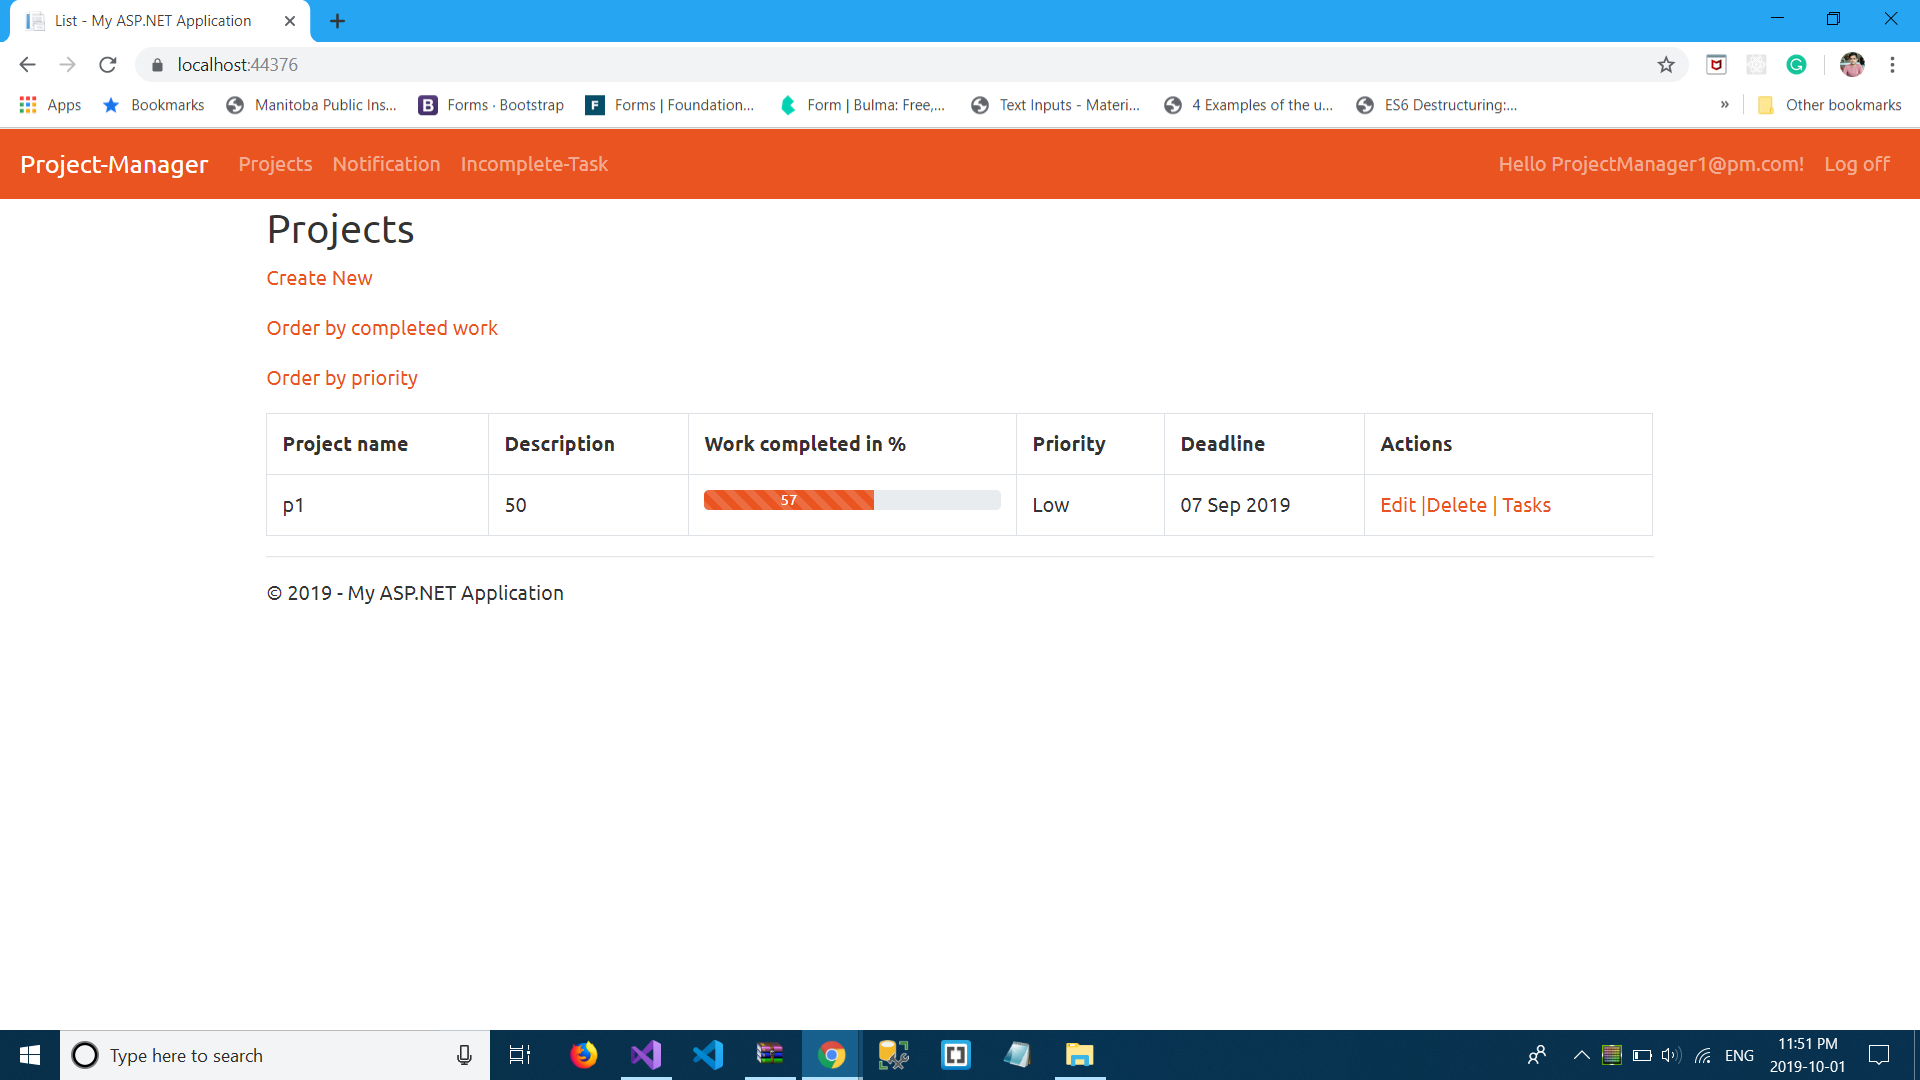 List - My ASP.NET Application
localhost:44376
Apps Bookmarks Manitoba Public Ins... B Forms · Bootstrap F Forms | Foundation... Form | Bulma: Free,... Text Inputs - Materi... 4 Examples of the u... ES6 Destructuring:... » Other bookmarks
Project-Manager Projects Notification Incomplete-Task Hello ProjectManager1@pm.com! Log off
Projects
Create New
Order by completed work
Order by priority
Project name Description Work completed in % Priority Deadline Actions
p1 50 57 Low 07 Sep 2019 Edit |Delete | Tasks
© 2019 - My ASP.NET Application
Type here to search ENG 11:51 PM
2019-10-01